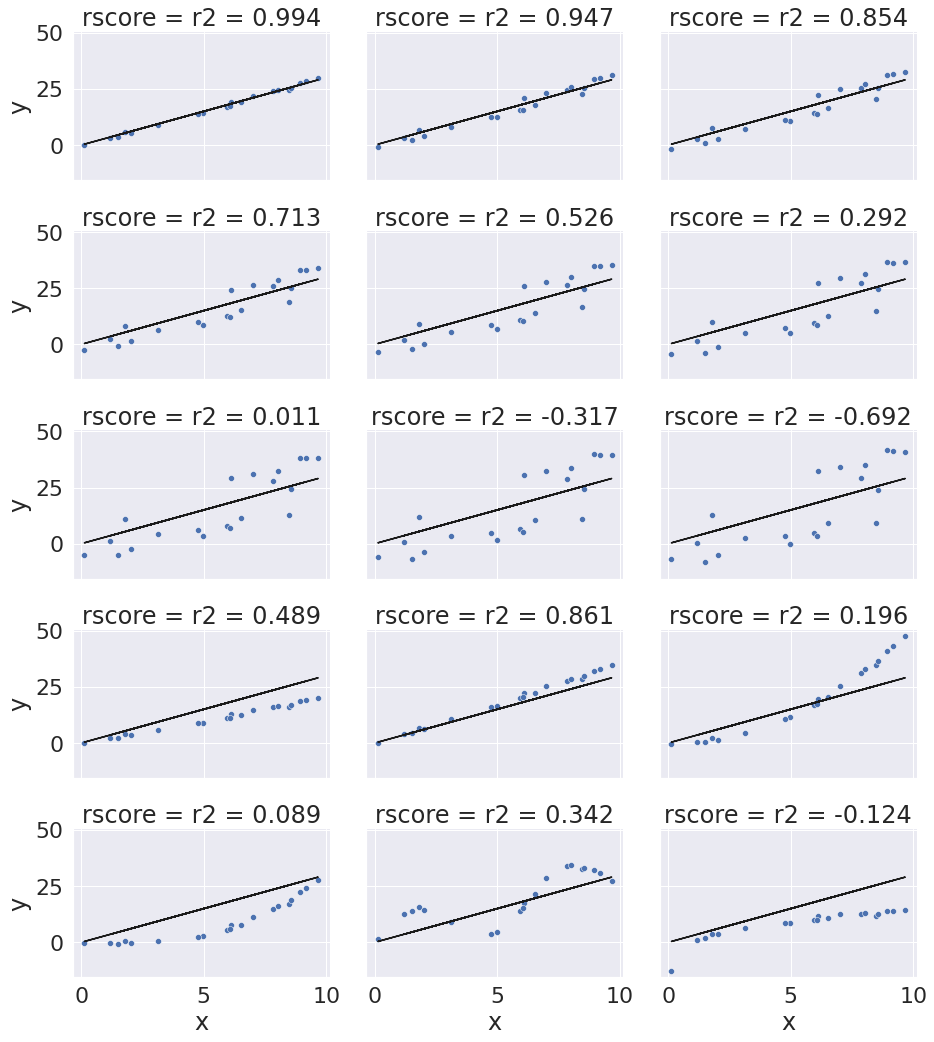 rscore = r2 = 0.994 rscore = r2 = 0.947 rscore = r2 = 0.854
50
25
0
y
rscore = r2 = 0.713 rscore = r2 = 0.526 rscore = r2 = 0.292
50
25
0
y
rscore = r2 = 0.011 rscore = r2 = -0.317 rscore = r2 = -0.692
50
25
0
y
rscore = r2 = 0.489 rscore = r2 = 0.861 rscore = r2 = 0.196
50
25
0
y
rscore = r2 = 0.089 rscore = r2 = 0.342 rscore = r2 = -0.124
50
25
0
y
0 5 10 0 5 10 0 5 10
x x x